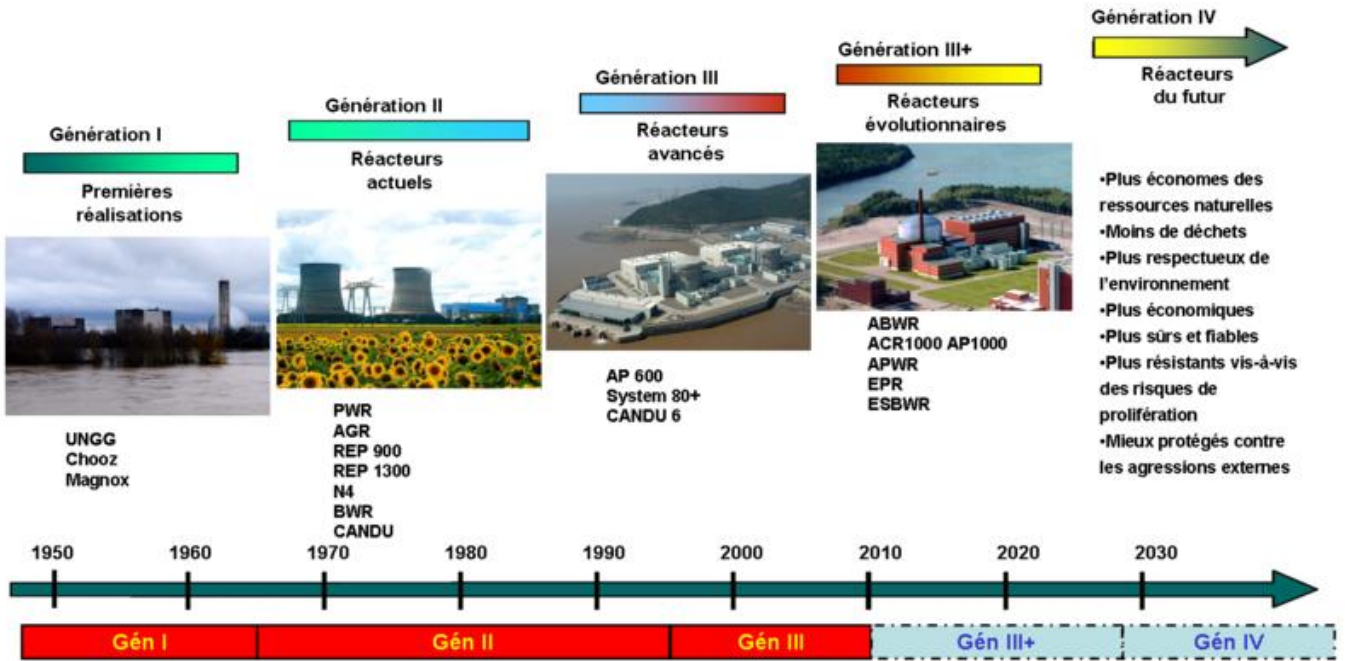 Génération I
Premières
réalisations
UNGG
Chooz
Magnox
Génération II
Réacteurs
actuels
PWR
AGR
REP 900
REP 1300
N4
BWR
CANDU
Génération III
Réacteurs
avancés
AP 600
System 80+
CANDU 6
Génération III+
Réacteurs
évolutionnaires
ABWR
ACR1000 AP1000
APWR
EPR
ESBWR
Génération IV
Réacteurs
du futur
•Plus économes des
ressources naturelles
•Moins de déchets
•Plus respectueux de
l'environnement
•Plus économiques
•Plus sûrs et fiables
•Plus résistants vis-à-vis
des risques de
prolifération
•Mieux protégés contre
les agressions externes
1950 1960 1970 1980 1990 2000 2010 2020 2030
Gén I Gén II Gén III Gén III+ Gén IV